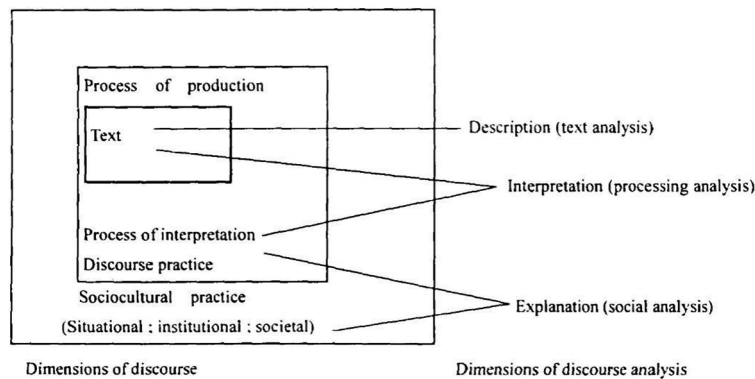 Process of production
Text
Description (text analysis)
Interpretation (processing analysis)
Process of interpretation
Discourse practice
Sociocultural practice
Explanation (social analysis)
(Situational ; institutional ; societal)
Dimensions of discourse
Dimensions of discourse analysis